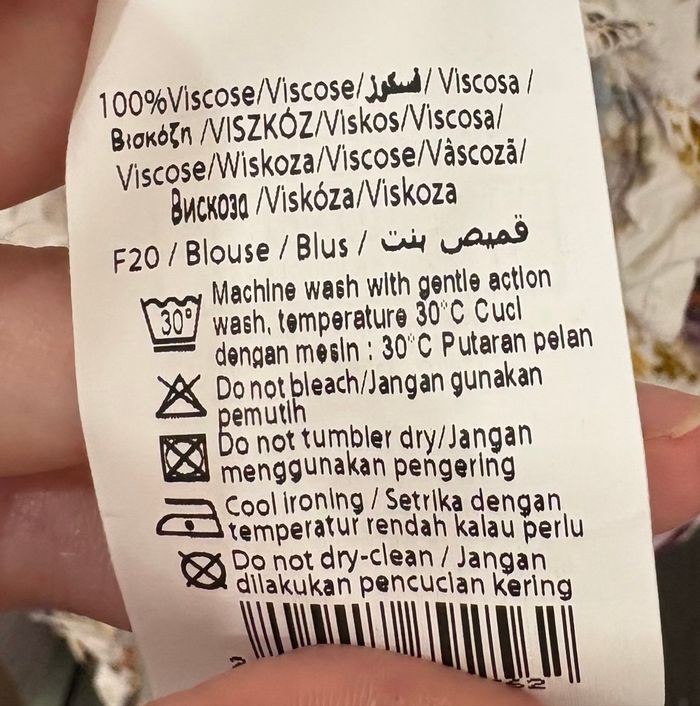 100%Viscose/Viscose/فسكوز/ Viscosa /
Βισκόζη /VISZKÓZ/Viskos/Viscosa/
Viscose/Wiskoza/Viscose/Vâscoză/
Вискоза /Viskóza/Viskoza
F20 / Blouse / Blus / قميص بنت
30° Machine wash with gentle action
wash, temperature 30°C Cuci
dengan mesin : 30°C Putaran pelan
Do not bleach/Jangan gunakan
pemutih
Do not tumbler dry/Jangan
menggunakan pengering
Cool ironing / Setrika dengan
temperatur rendah kalau perlu
Do not dry-clean / Jangan
dilakukan pencucian kering